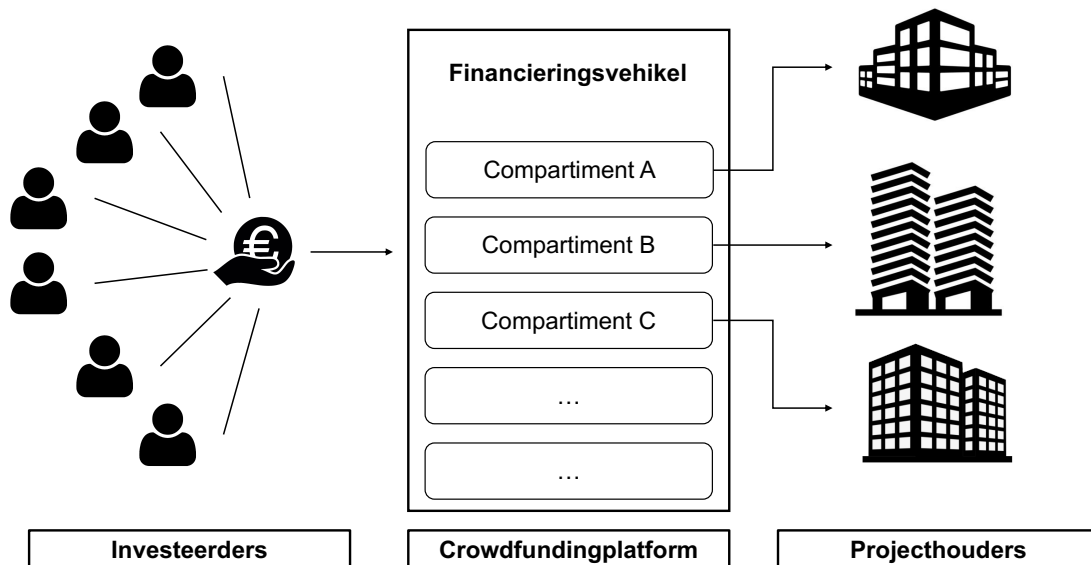 Financieringsvehikel
Compartiment A
Compartiment B
€
Compartiment C
…
…
Investeerders
Crowdfundingplatform
Projecthouders